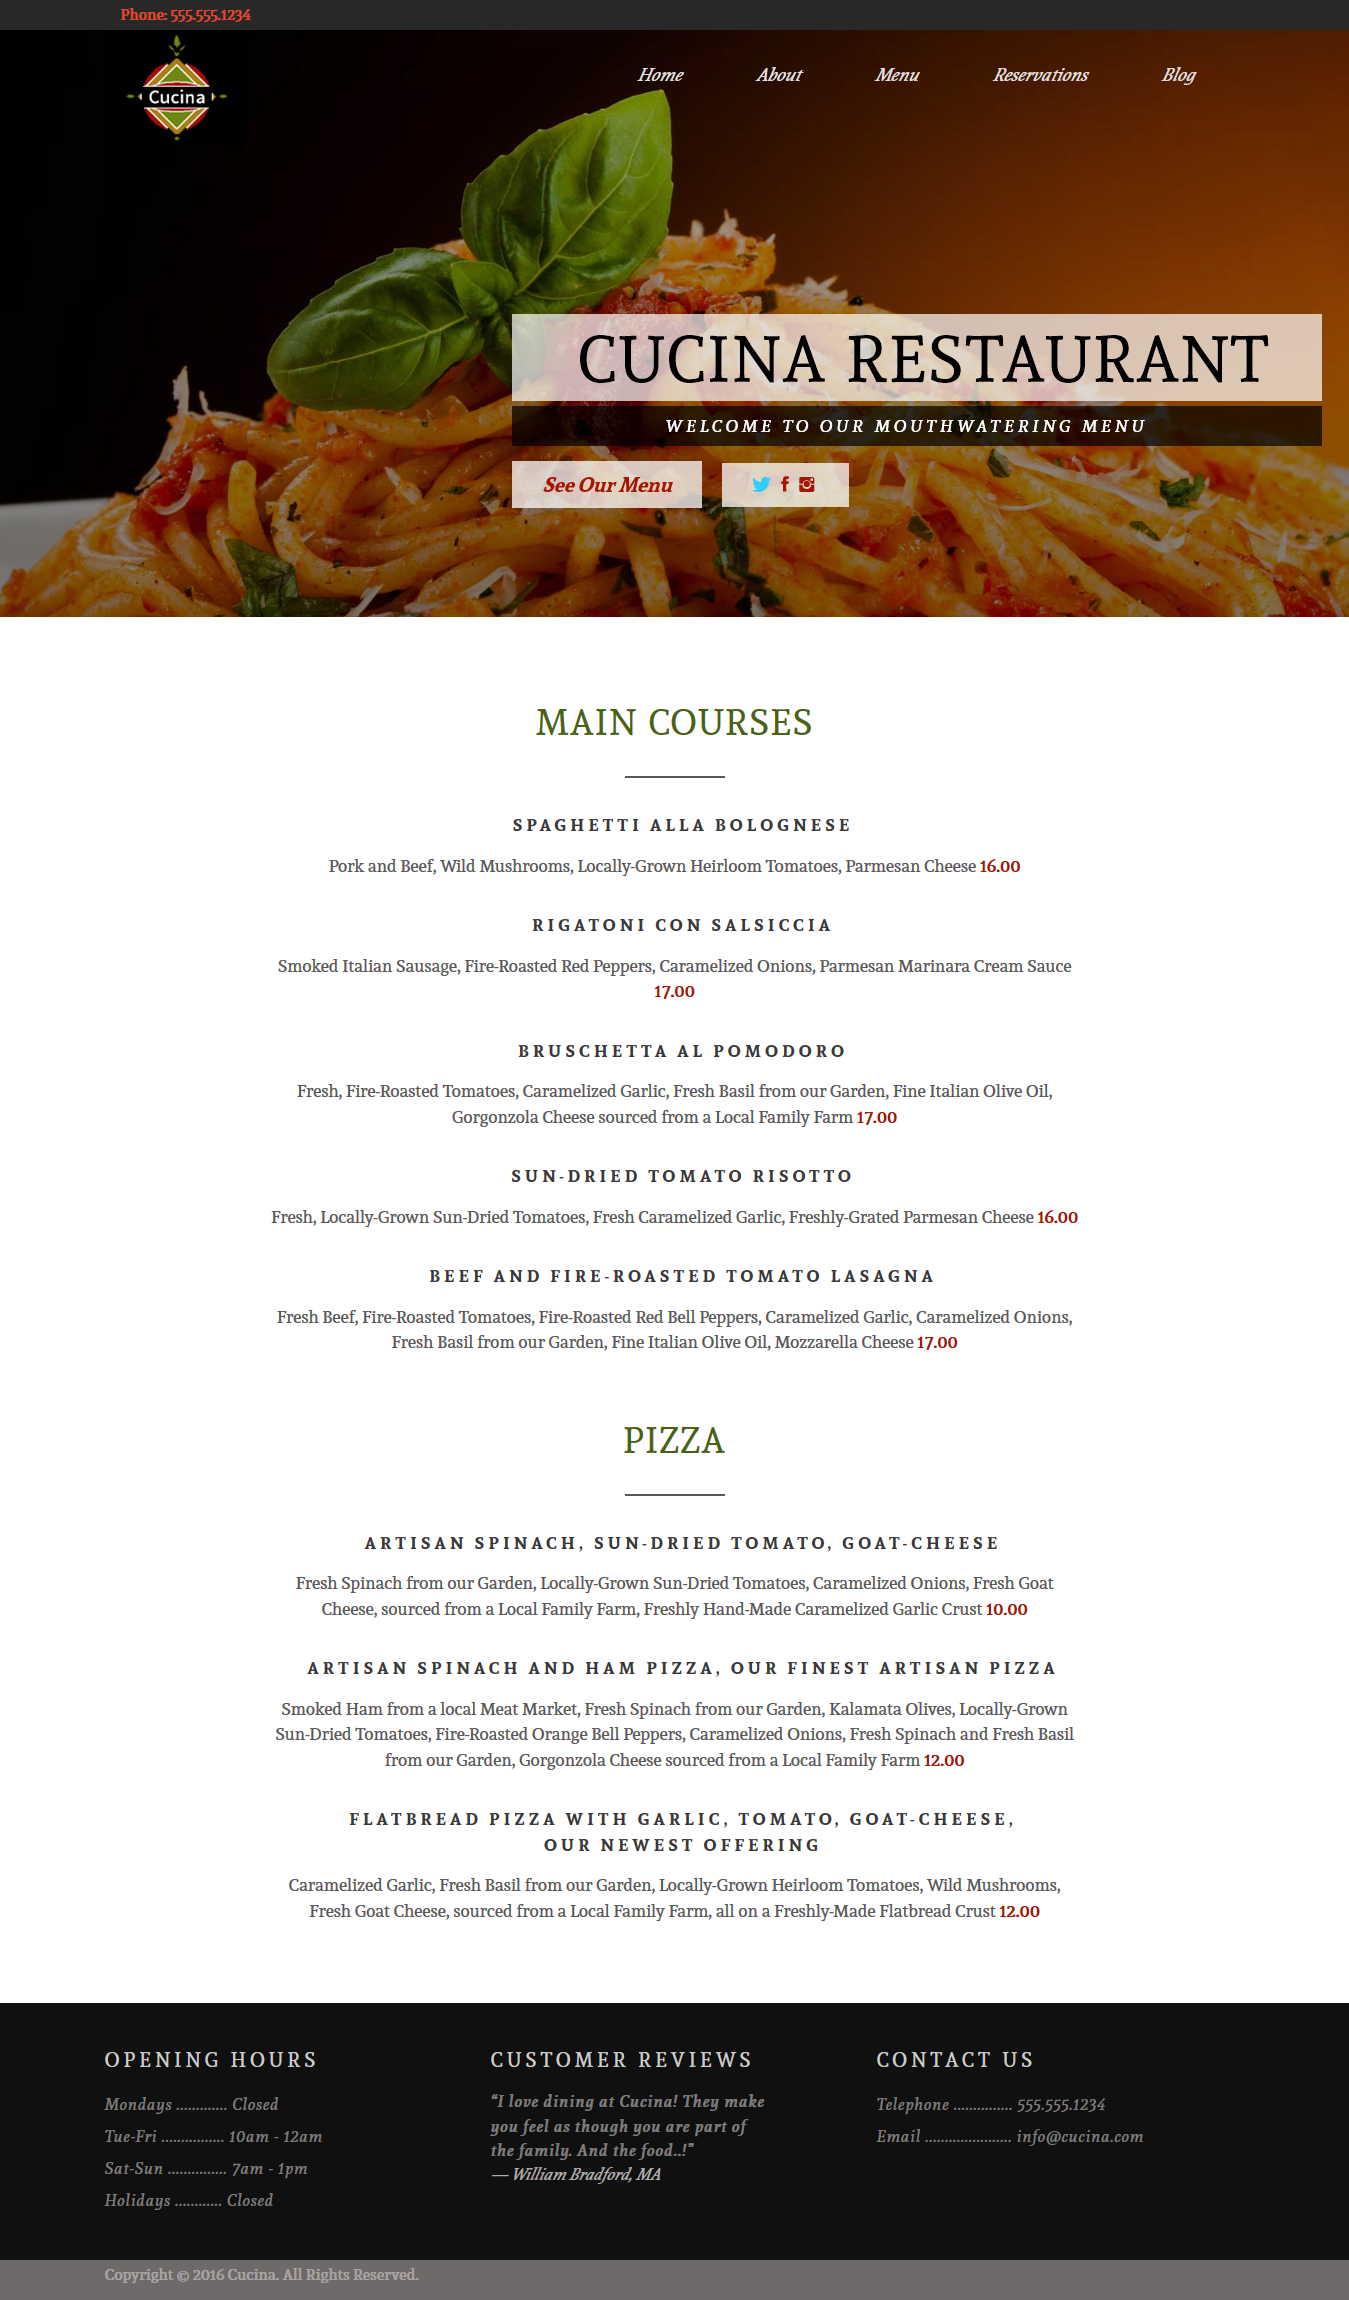 Phone: 555.555.1234
Cucina
Home About Menu Reservations Blog
CUCINA RESTAURANT
WELCOME TO OUR MOUTHWATERING MENU
See Our Menu
MAIN COURSES
SPAGHETTI ALLA BOLOGNESE
Pork and Beef, Wild Mushrooms, Locally-Grown Heirloom Tomatoes, Parmesan Cheese 16.00
RIGATONI CON SALSICCIA
Smoked Italian Sausage, Fire-Roasted Red Peppers, Caramelized Onions, Parmesan Marinara Cream Sauce
17.00
BRUSCHETTA AL POMODORO
Fresh, Fire-Roasted Tomatoes, Caramelized Garlic, Fresh Basil from our Garden, Fine Italian Olive Oil,
Gorgonzola Cheese sourced from a Local Family Farm 17.00
SUN-DRIED TOMATO RISOTTO
Fresh, Locally-Grown Sun-Dried Tomatoes, Fresh Caramelized Garlic, Freshly-Grated Parmesan Cheese 16.00
BEEF AND FIRE-ROASTED TOMATO LASAGNA
Fresh Beef, Fire-Roasted Tomatoes, Fire-Roasted Red Bell Peppers, Caramelized Garlic, Caramelized Onions,
Fresh Basil from our Garden, Fine Italian Olive Oil, Mozzarella Cheese 17.00
PIZZA
ARTISAN SPINACH, SUN-DRIED TOMATO, GOAT-CHEESE
Fresh Spinach from our Garden, Locally-Grown Sun-Dried Tomatoes, Caramelized Onions, Fresh Goat
Cheese, sourced from a Local Family Farm, Freshly Hand-Made Caramelized Garlic Crust 10.00
ARTISAN SPINACH AND HAM PIZZA, OUR FINEST ARTISAN PIZZA
Smoked Ham from a local Meat Market, Fresh Spinach from our Garden, Kalamata Olives, Locally-Grown
Sun-Dried Tomatoes, Fire-Roasted Orange Bell Peppers, Caramelized Onions, Fresh Spinach and Fresh Basil
from our Garden, Gorgonzola Cheese sourced from a Local Family Farm 12.00
FLATBREAD PIZZA WITH GARLIC, TOMATO, GOAT-CHEESE,
OUR NEWEST OFFERING
Caramelized Garlic, Fresh Basil from our Garden, Locally-Grown Heirloom Tomatoes, Wild Mushrooms,
Fresh Goat Cheese, sourced from a Local Family Farm, all on a Freshly-Made Flatbread Crust 12.00
OPENING HOURS
Mondays ............. Closed
Tue-Fri ................ 10am - 12am
Sat-Sun ............... 7am - 1pm
Holidays ............ Closed
CUSTOMER REVIEWS
“I love dining at Cucina! They make
you feel as though you are part of
the family. And the food..!”
— William Bradford, MA
CONTACT US
Telephone ............... 555.555.1234
Email ...................... info@cucina.com
Copyright © 2016 Cucina. All Rights Reserved.